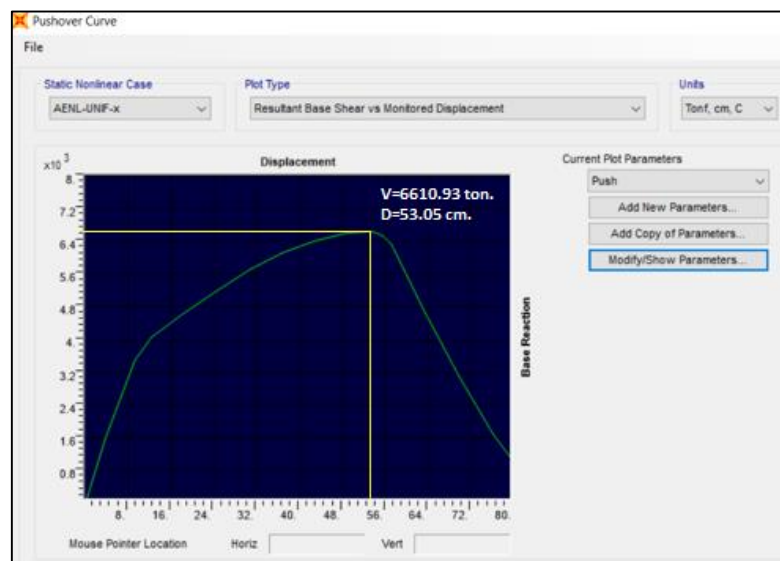 Pushover Curve
File
Static Nonlinear Case
AENL-UNIF-x
Plot Type
Resultant Base Shear vs Monitored Displacement
Units
Tonf, cm, C
x10 3
Displacement
8.
7.2
6.4
5.6
4.8
4.
3.2
2.4
1.6
0.8
V=6610.93 ton.
D=53.05 cm.
8. 16. 24. 32. 40. 48. 56. 64. 72. 80.
Base Reaction
Current Plot Parameters
Push
Add New Parameters...
Add Copy of Parameters...
Modify/Show Parameters...
Mouse Pointer Location Horiz Vert